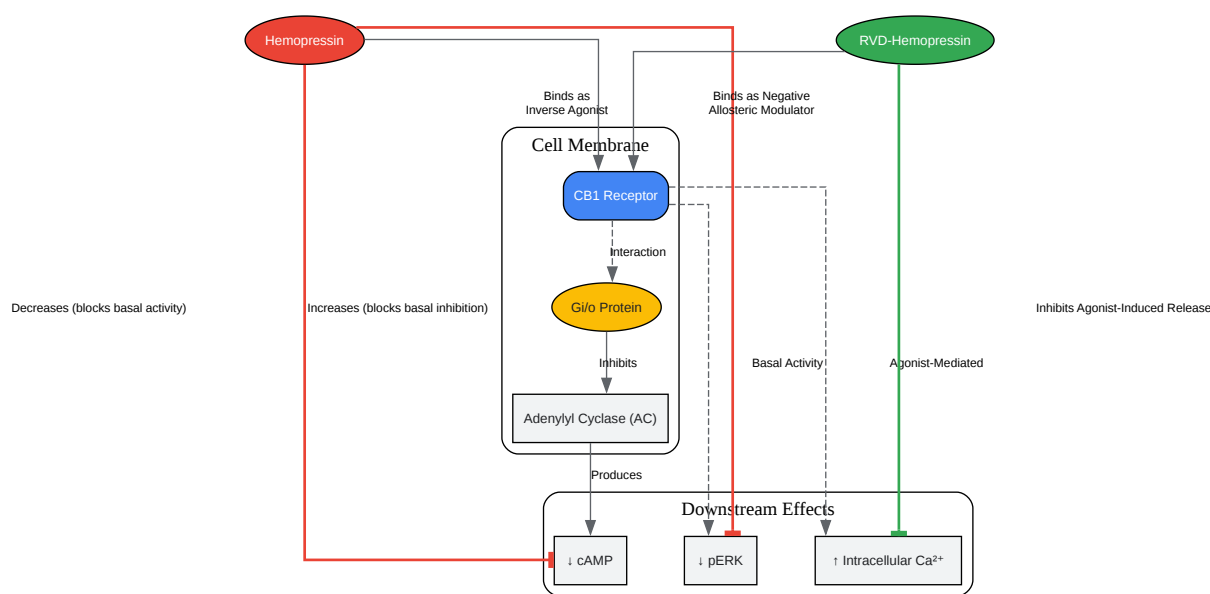 Hemopressin
RVD-Hemopressin
Binds as
Inverse Agonist
Binds as Negative
Allosteric Modulator
Cell Membrane
CB1 Receptor
Interaction
Gi/o Protein
Decreases (blocks basal activity)
Increases (blocks basal inhibition)
Inhibits Agonist-Induced Release
Inhibits
Basal Activity
Agonist-Mediated
Adenylyl Cyclase (AC)
Produces
Downstream Effects
↓ cAMP
↓ pERK
↑ Intracellular Ca²⁺